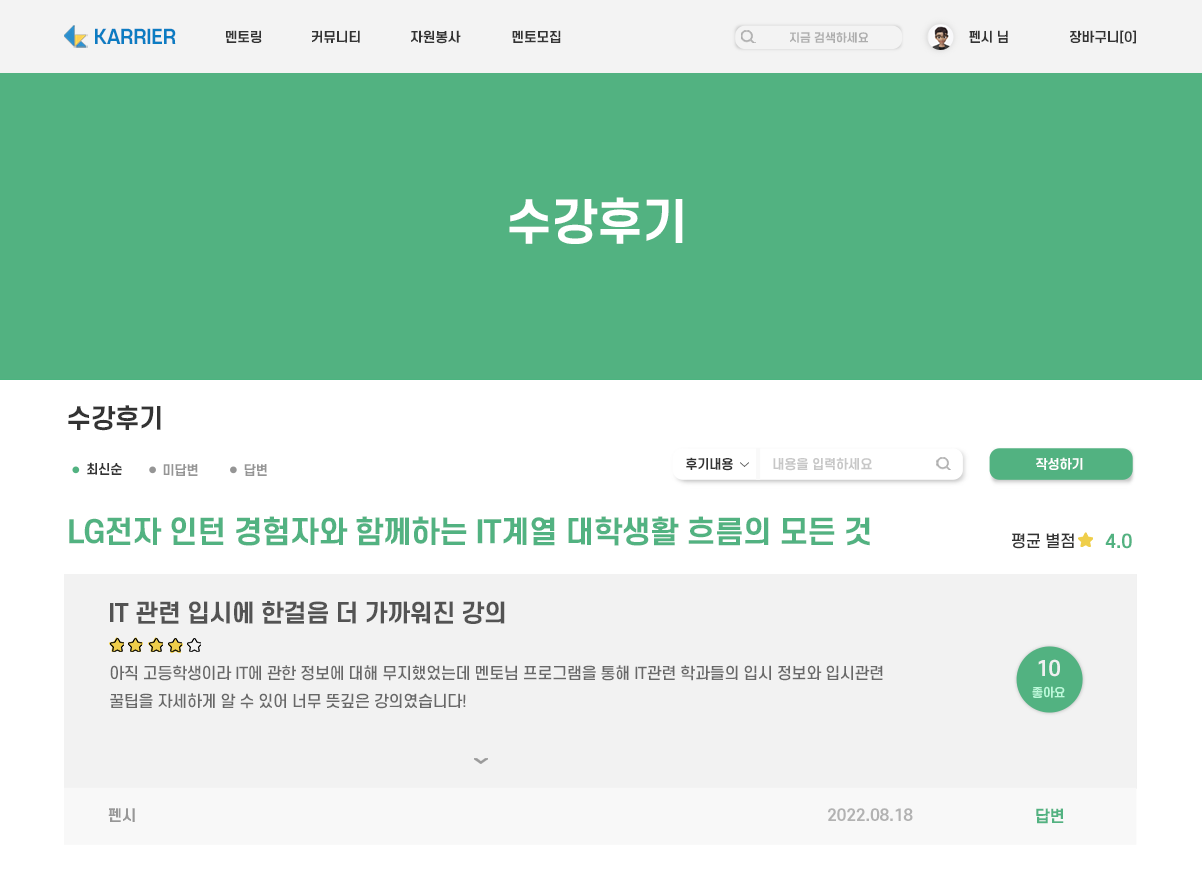 KARRIER 멘토링 커뮤니티 자원봉사 멘토모집 지금 검색하세요 펜시 님 장바구니[0]
수강후기
수강후기
최신순 미답변 답변 후기내용 내용을 입력하세요 작성하기
LG전자 인턴 경험자와 함께하는 IT계열 대학생활 흐름의 모든 것 평균 별점 4.0
IT 관련 입시에 한걸음 더 가까워진 강의
아직 고등학생이라 IT에 관한 정보에 대해 무지했었는데 멘토님 프로그램을 통해 IT관련 학과들의 입시 정보와 입시관련
꿀팁을 자세하게 알 수 있어 너무 뜻깊은 강의였습니다!
10
좋아요
펜시 2022.08.18 답변